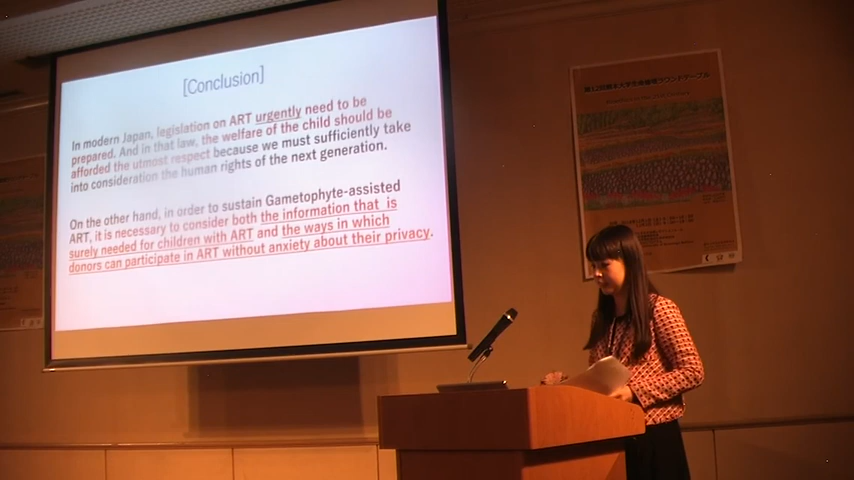 [Conclusion]
In modern Japan, legislation on ART urgently need to be
prepared. And in that law, the welfare of the child should be
afforded the utmost respect because we must sufficiently take
into consideration the human rights of the next generation.
On the other hand, in order to sustain Gametophyte-assisted
ART, it is necessary to consider both the information that is
surely needed for children with ART and the ways in which
donors can participate in ART without anxiety about their privacy.